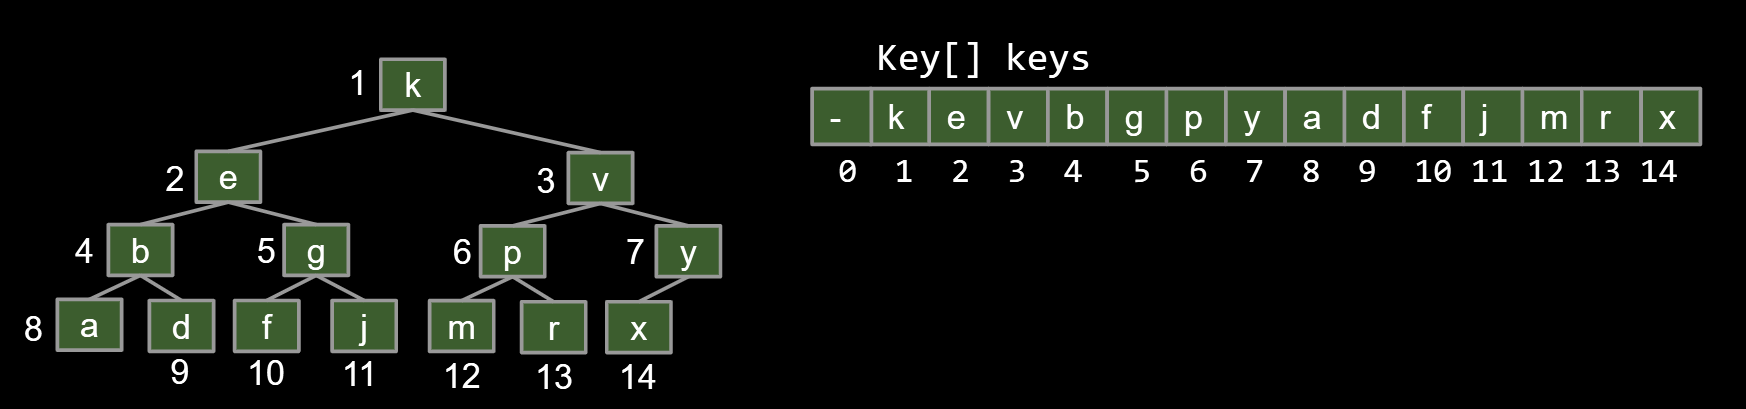 1 k
2 e 3 v
4 b 5 g 6 p 7 y
8 a d f j m r x
9 10 11 12 13 14
Key[] keys
- k e v b g p y a d f j m r x
0 1 2 3 4 5 6 7 8 9 10 11 12 13 14